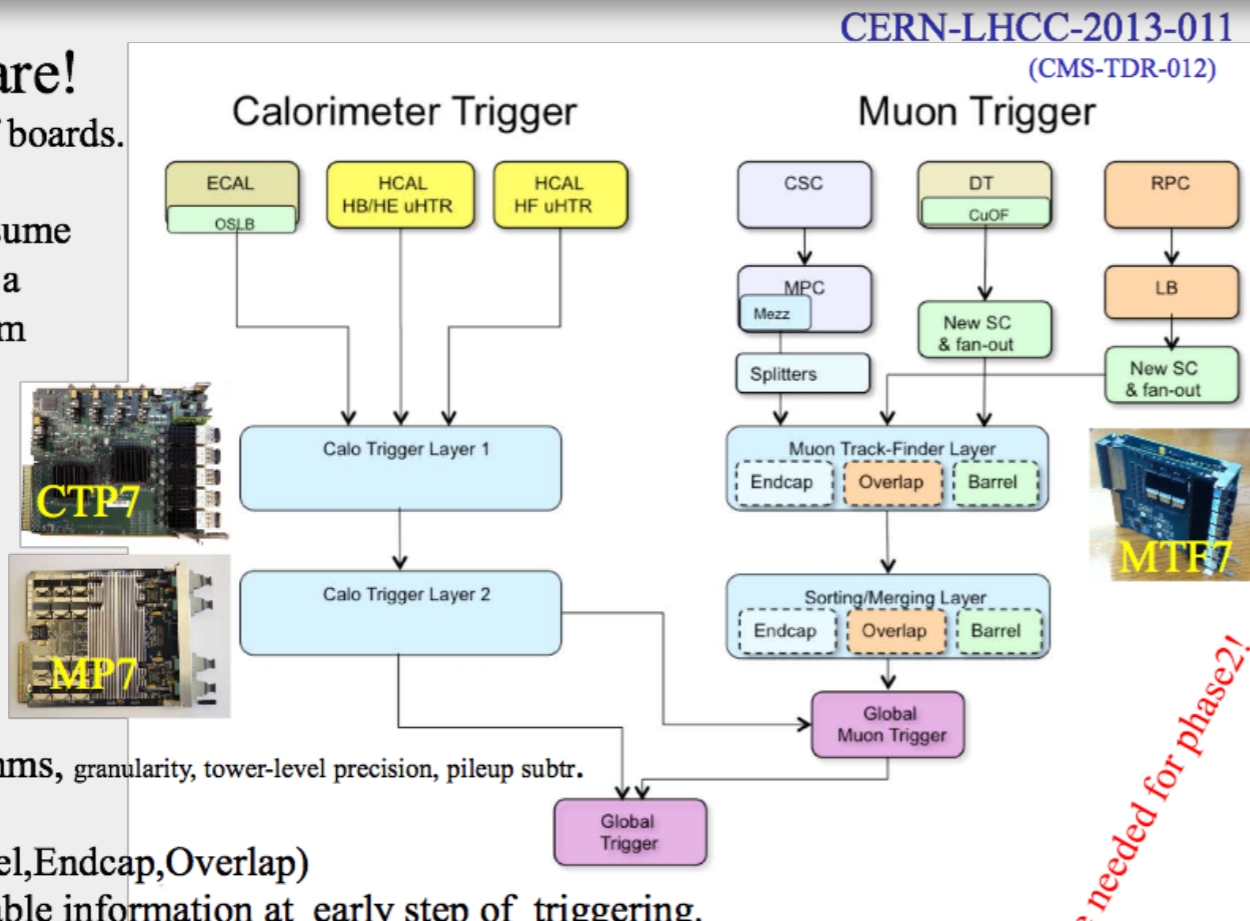 CERN-LHCC-2013-011
(CMS-TDR-012)
are!
boards.
sume
a
m
Calorimeter Trigger
Muon Trigger
ECAL
OSLB
HCAL
HB/HE uHTR
HCAL
HF uHTR
CSC
DT
CuOF
RPC
MPC
Mezz
LB
New SC
& fan-out
Splitters
New SC
& fan-out
Calo Trigger Layer 1
Muon Track-Finder Layer
Endcap
Overlap
Barrel
CTP7
MTF7
Calo Trigger Layer 2
Sorting/Merging Layer
Endcap
Overlap
Barrel
MP7
Global
Muon Trigger
Global
Trigger
hms, granularity, tower-level precision, pileup subtr.
el,Endcap,Overlap)
able information at early step of triggering.
e needed for phase2!